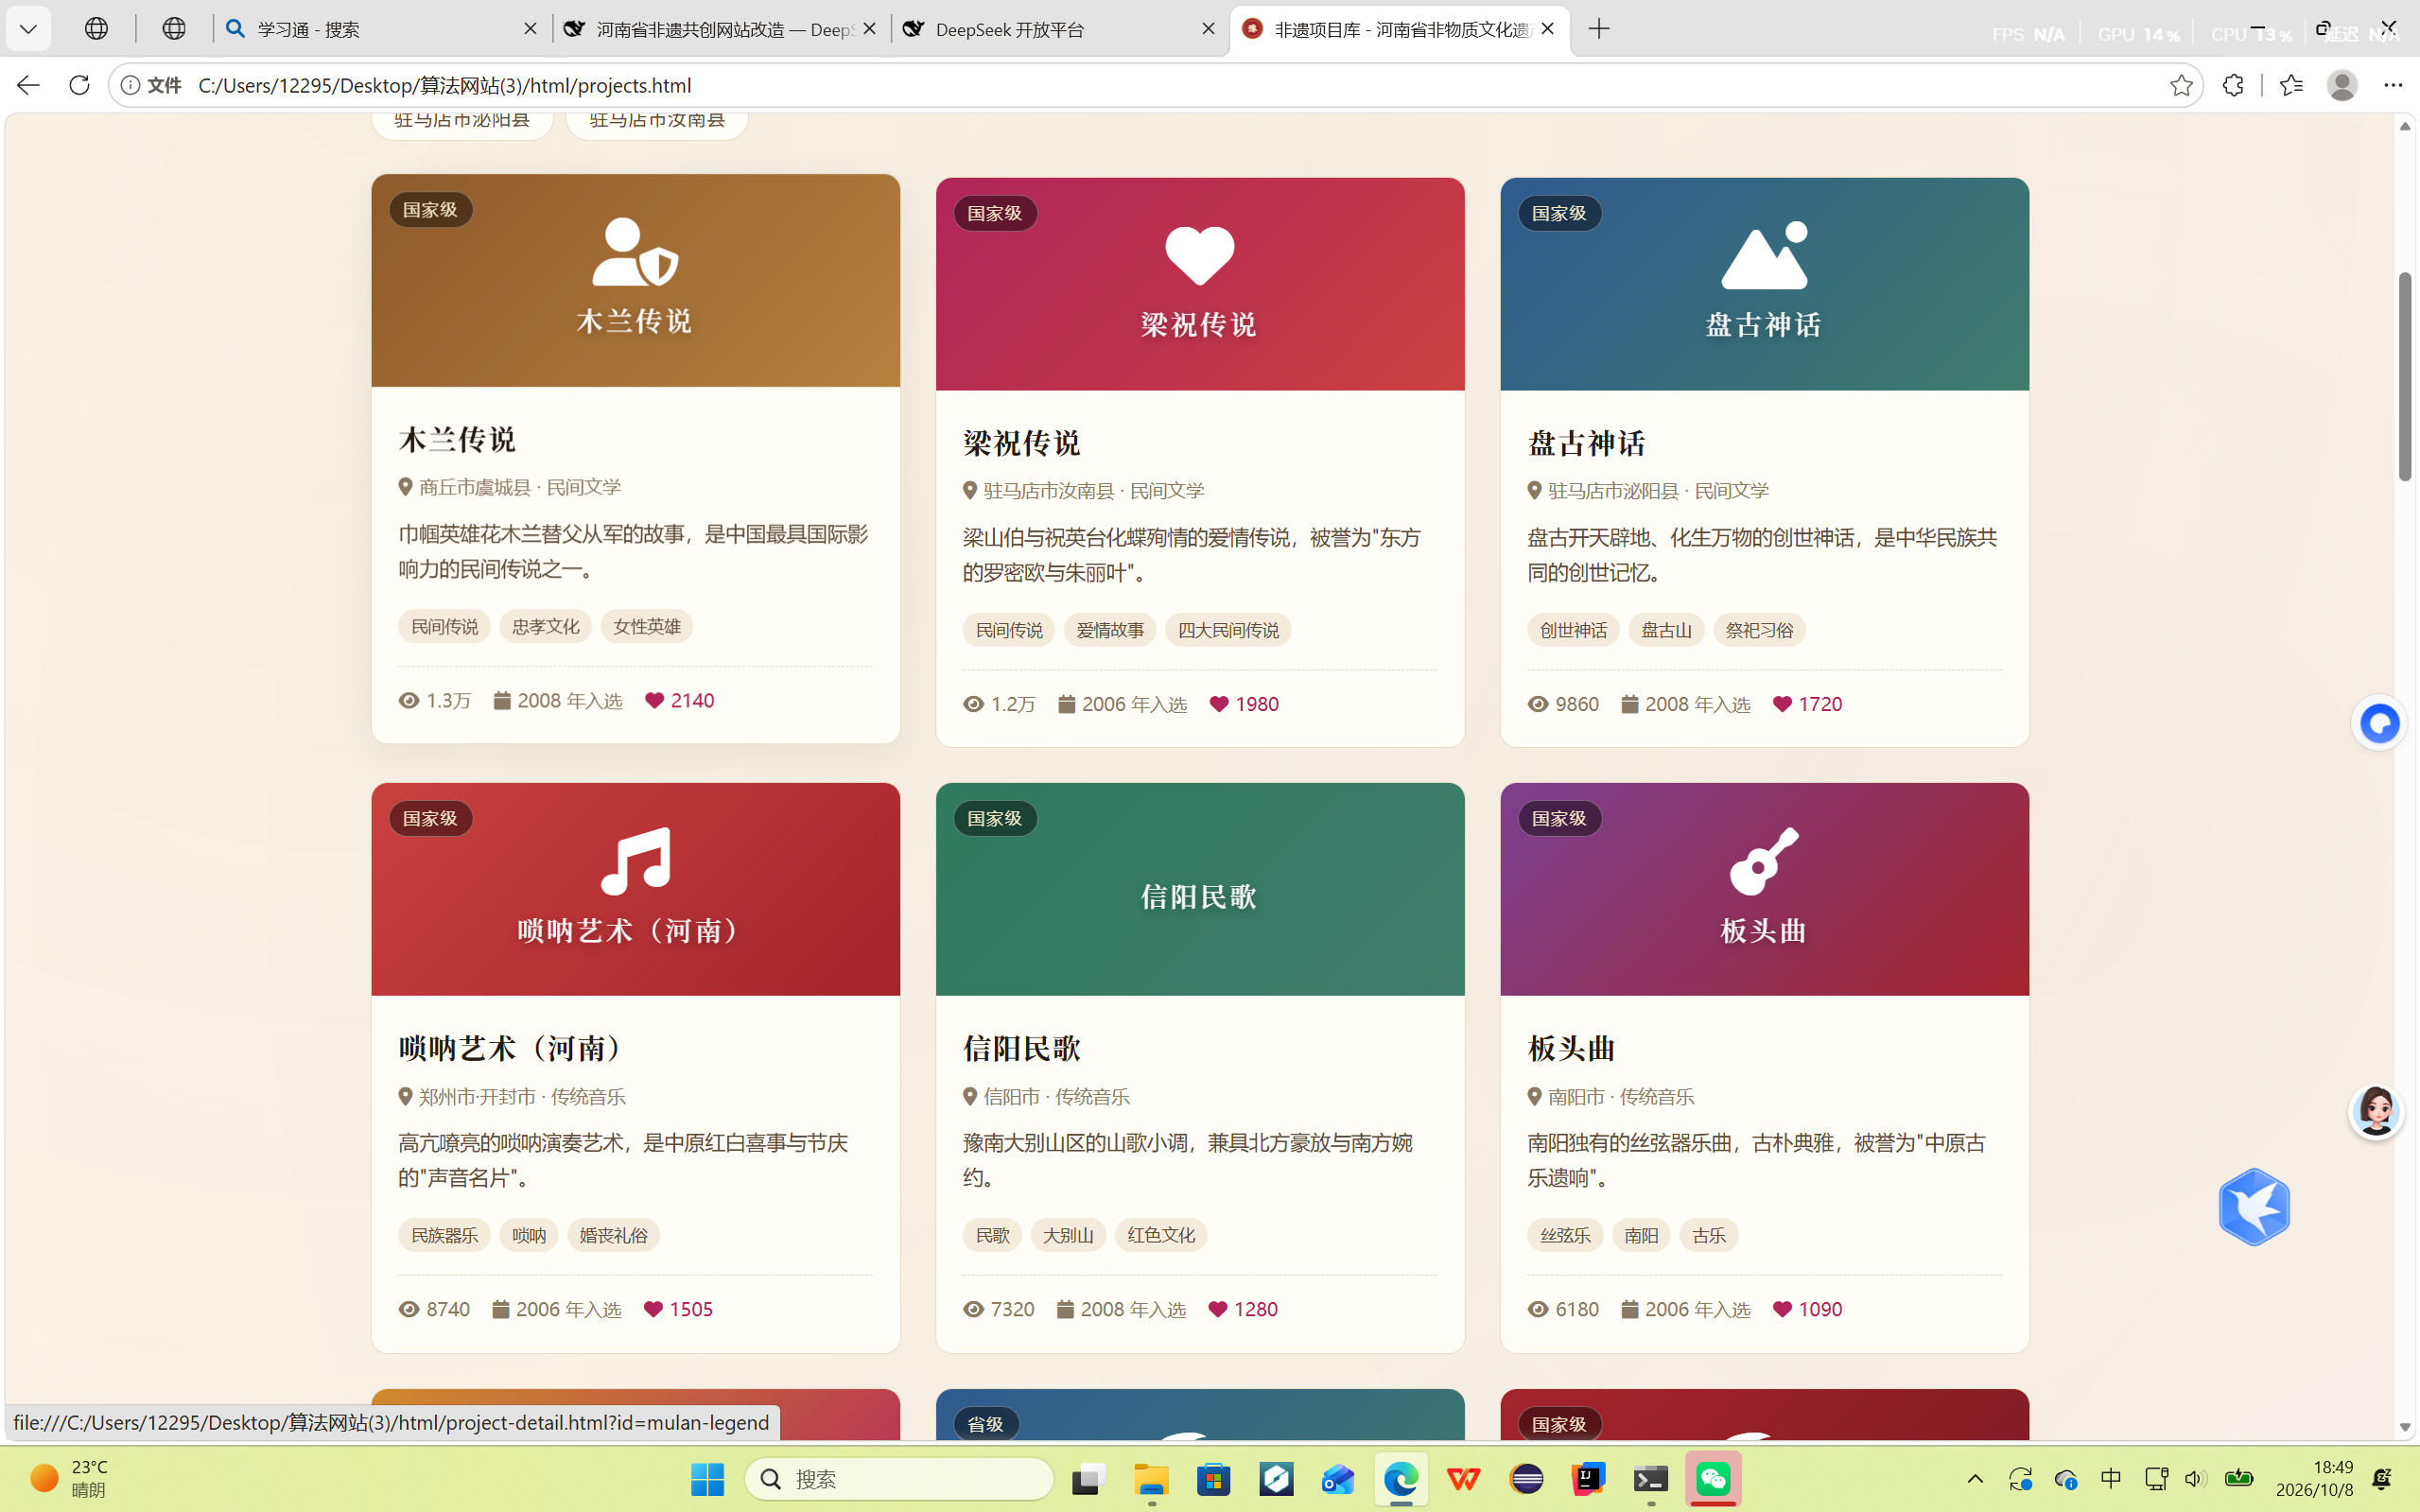 学习通 - 搜索
河南省非遗共创网站改造 — DeepS
DeepSeek 开放平台
非遗项目库 - 河南省非物质文化遗
FPS N/A GPU 14 % CPU 13 % 延迟 N/A
文件 C:/Users/12295/Desktop/算法网站(3)/html/projects.html
驻马店市泌阳县 驻马店市汝南县
国家级
木兰传说
木兰传说
商丘市虞城县 · 民间文学
巾帼英雄花木兰替父从军的故事，是中国最具国际影
响力的民间传说之一。
民间传说 忠孝文化 女性英雄
1.3万 2008 年入选 2140
国家级
梁祝传说
梁祝传说
驻马店市汝南县 · 民间文学
梁山伯与祝英台化蝶殉情的爱情传说，被誉为"东方
的罗密欧与朱丽叶"。
民间传说 爱情故事 四大民间传说
1.2万 2006 年入选 1980
国家级
盘古神话
盘古神话
驻马店市泌阳县 · 民间文学
盘古开天辟地、化生万物的创世神话，是中华民族共
同的创世记忆。
创世神话 盘古山 祭祀习俗
9860 2008 年入选 1720
国家级
唢呐艺术（河南）
唢呐艺术（河南）
郑州市·开封市 · 传统音乐
高亢嘹亮的唢呐演奏艺术，是中原红白喜事与节庆
的"声音名片"。
民族器乐 唢呐 婚丧礼俗
8740 2006 年入选 1505
国家级
信阳民歌
信阳民歌
信阳市 · 传统音乐
豫南大别山区的山歌小调，兼具北方豪放与南方婉
约。
民歌 大别山 红色文化
7320 2008 年入选 1280
国家级
板头曲
板头曲
南阳市 · 传统音乐
南阳独有的丝弦器乐曲，古朴典雅，被誉为"中原古
乐遗响"。
丝弦乐 南阳 古乐
6180 2006 年入选 1090
省级
国家级
file:///C:/Users/12295/Desktop/算法网站(3)/html/project-detail.html?id=mulan-legend
23°C
晴朗
搜索
中
18:49
2026/10/8